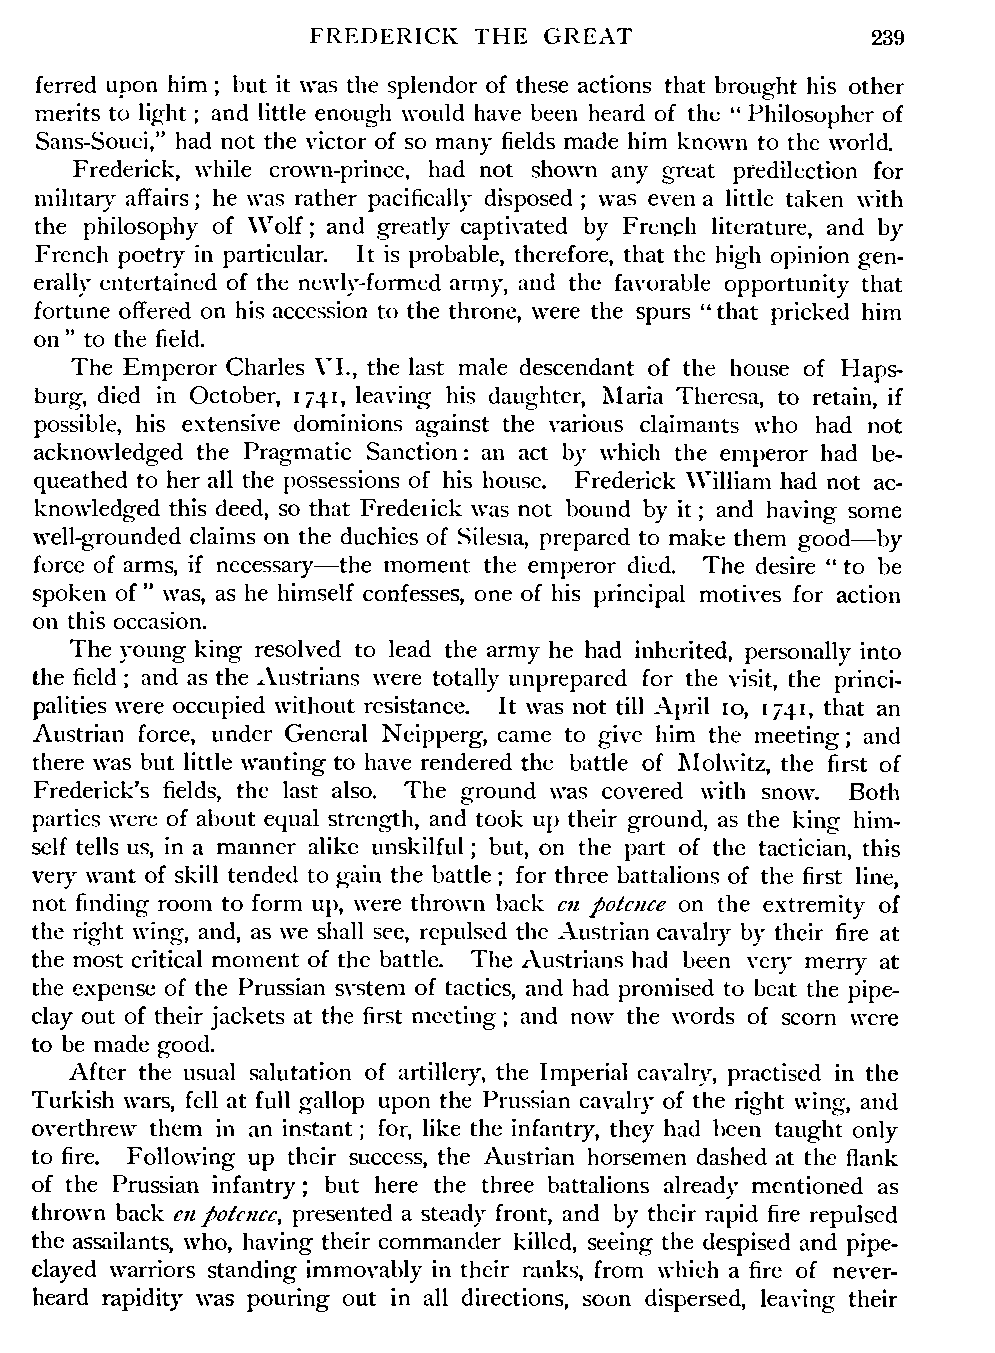 FREDERICK THE GREAT 239
ferred upon him; but it was the splendor of these actions that brought his other
merits to light; and little enough would have been heard of the "Philosopher of
Sans-Souci," had not the victor of so many fields made him known to the world.
Frederick, while crown-prince, had not shown any great predilection for
military affairs; he was rather pacifically disposed; was even a little taken with
the philosophy of Wolf; and greatly captivated by French literature, and by
French poetry in particular. It is probable, therefore, that the high opinion gen-
erally entertained of the newly-formed army, and the favorable opportunity that
fortune offered on his accession to the throne, were the spurs "that pricked him
on" to the field.
The Emperor Charles VI., the last male descendant of the house of Haps-
burg, died in October, 1741, leaving his daughter, Maria Theresa, to retain, if
possible, his extensive dominions against the various claimants who had not
acknowledged the Pragmatic Sanction: an act by which the emperor had be-
queathed to her all the possessions of his house. Frederick William had not ac-
knowledged this deed, so that Frederick was not bound by it; and having some
well-grounded claims on the duchies of Silesia, prepared to make them good—by
force of arms, if necessary—the moment the emperor died. The desire "to be
spoken of" was, as he himself confesses, one of his principal motives for action
on this occasion.
The young king resolved to lead the army he had inherited, personally into
the field; and as the Austrians were totally unprepared for the visit, the princi-
palities were occupied without resistance. It was not till April 10, 1741, that an
Austrian force, under General Neipperg, came to give him the meeting; and
there was but little wanting to have rendered the battle of Molwitz, the first of
Frederick's fields, the last also. The ground was covered with snow. Both
parties were of about equal strength, and took up their ground, as the king him-
self tells us, in a manner alike unskilful; but, on the part of the tactician, this
very want of skill tended to gain the battle; for three battalions of the first line,
not finding room to form up, were thrown back en potence on the extremity of
the right wing, and, as we shall see, repulsed the Austrian cavalry by their fire at
the most critical moment of the battle. The Austrians had been very merry at
the expense of the Prussian system of tactics, and had promised to beat the pipe-
clay out of their jackets at the first meeting; and now the words of scorn were
to be made good.
After the usual salutation of artillery, the Imperial cavalry, practised in the
Turkish wars, fell at full gallop upon the Prussian cavalry of the right wing, and
overthrew them in an instant; for, like the infantry, they had been taught only
to fire. Following up their success, the Austrian horsemen dashed at the flank
of the Prussian infantry; but here the three battalions already mentioned as
thrown back en potence, presented a steady front, and by their rapid fire repulsed
the assailants, who, having their commander killed, seeing the despised and pipe-
clayed warriors standing immovably in their ranks, from which a fire of never-
heard rapidity was pouring out in all directions, soon dispersed, leaving their